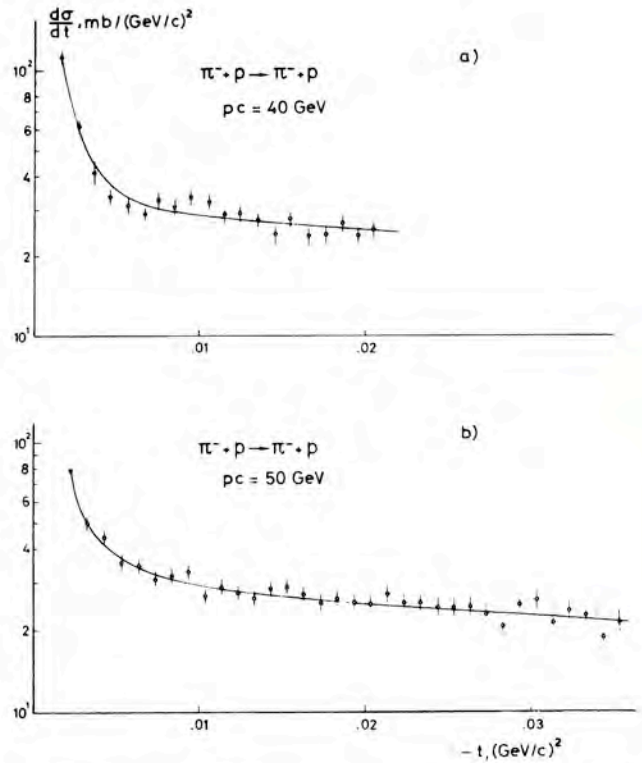 dσ/dt, mb/(GeV/c)²
a)
π⁻ + p → π⁻ + p
pc = 40 GeV
10²
8
6
4
2
10¹
.01 .02
b)
π⁻ + p → π⁻ + p
pc = 50 GeV
10²
8
6
4
2
10¹
.01 .02 .03
– t, (GeV/c)²